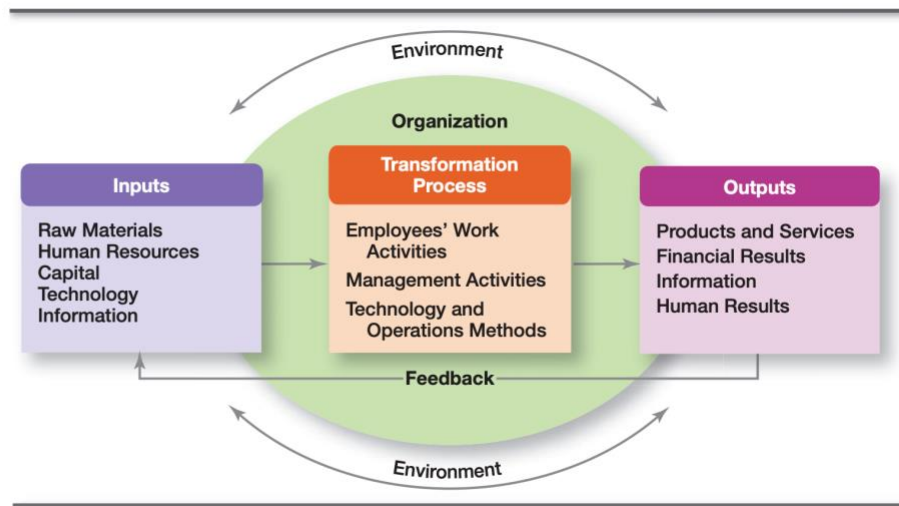 Environment
Organization
Inputs
Raw Materials
Human Resources
Capital
Technology
Information
Transformation
Process
Employees’ Work
Activities
Management Activities
Technology and
Operations Methods
Outputs
Products and Services
Financial Results
Information
Human Results
Feedback
Environment